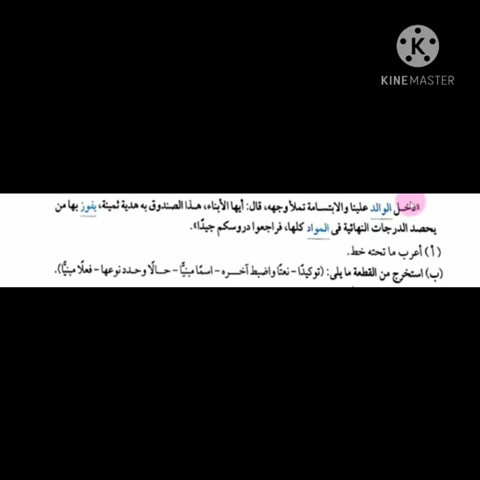 K
KINEMASTER
«دخل الوالد علينا والابتسامة تملأ وجهه، قال: أيها الأبناء، هذا الصندوق به هدية ثمينة، يفوز بها من
يحصد الدرجات النهائية فى المواد كلها، فراجعوا دروسكم جيدًا».
(أ) أعرب ما تحته خط.
(ب) استخرج من القطعة ما يلى: (توكيدًا - نعتًا واضبط آخره - اسمًا مبنيًّا - حالًا وحدد نوعها - فعلًا مبنيًّا).